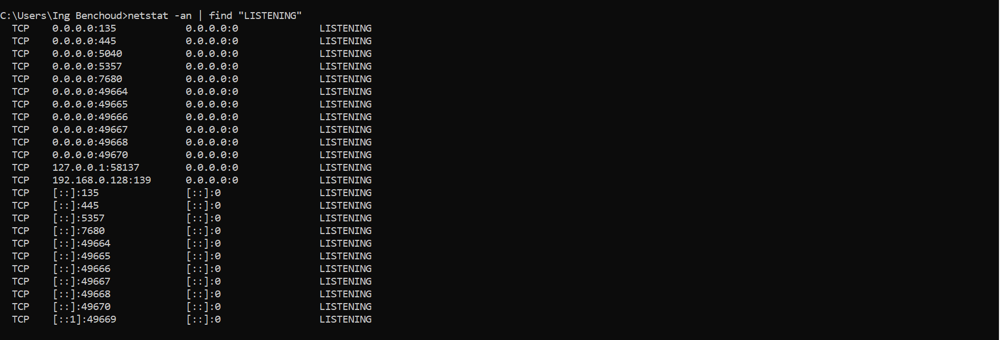 C:\Users\Ing Benchoud>netstat -an | find "LISTENING"
  TCP    0.0.0.0:135            0.0.0.0:0              LISTENING
  TCP    0.0.0.0:445            0.0.0.0:0              LISTENING
  TCP    0.0.0.0:5040           0.0.0.0:0              LISTENING
  TCP    0.0.0.0:5357           0.0.0.0:0              LISTENING
  TCP    0.0.0.0:7680           0.0.0.0:0              LISTENING
  TCP    0.0.0.0:49664          0.0.0.0:0              LISTENING
  TCP    0.0.0.0:49665          0.0.0.0:0              LISTENING
  TCP    0.0.0.0:49666          0.0.0.0:0              LISTENING
  TCP    0.0.0.0:49667          0.0.0.0:0              LISTENING
  TCP    0.0.0.0:49668          0.0.0.0:0              LISTENING
  TCP    0.0.0.0:49670          0.0.0.0:0              LISTENING
  TCP    127.0.0.1:58137        0.0.0.0:0              LISTENING
  TCP    192.168.0.128:139      0.0.0.0:0              LISTENING
  TCP    [::]:135               [::]:0                 LISTENING
  TCP    [::]:445               [::]:0                 LISTENING
  TCP    [::]:5357              [::]:0                 LISTENING
  TCP    [::]:7680              [::]:0                 LISTENING
  TCP    [::]:49664             [::]:0                 LISTENING
  TCP    [::]:49665             [::]:0                 LISTENING
  TCP    [::]:49666             [::]:0                 LISTENING
  TCP    [::]:49667             [::]:0                 LISTENING
  TCP    [::]:49668             [::]:0                 LISTENING
  TCP    [::]:49670             [::]:0                 LISTENING
  TCP    [::1]:49669            [::]:0                 LISTENING